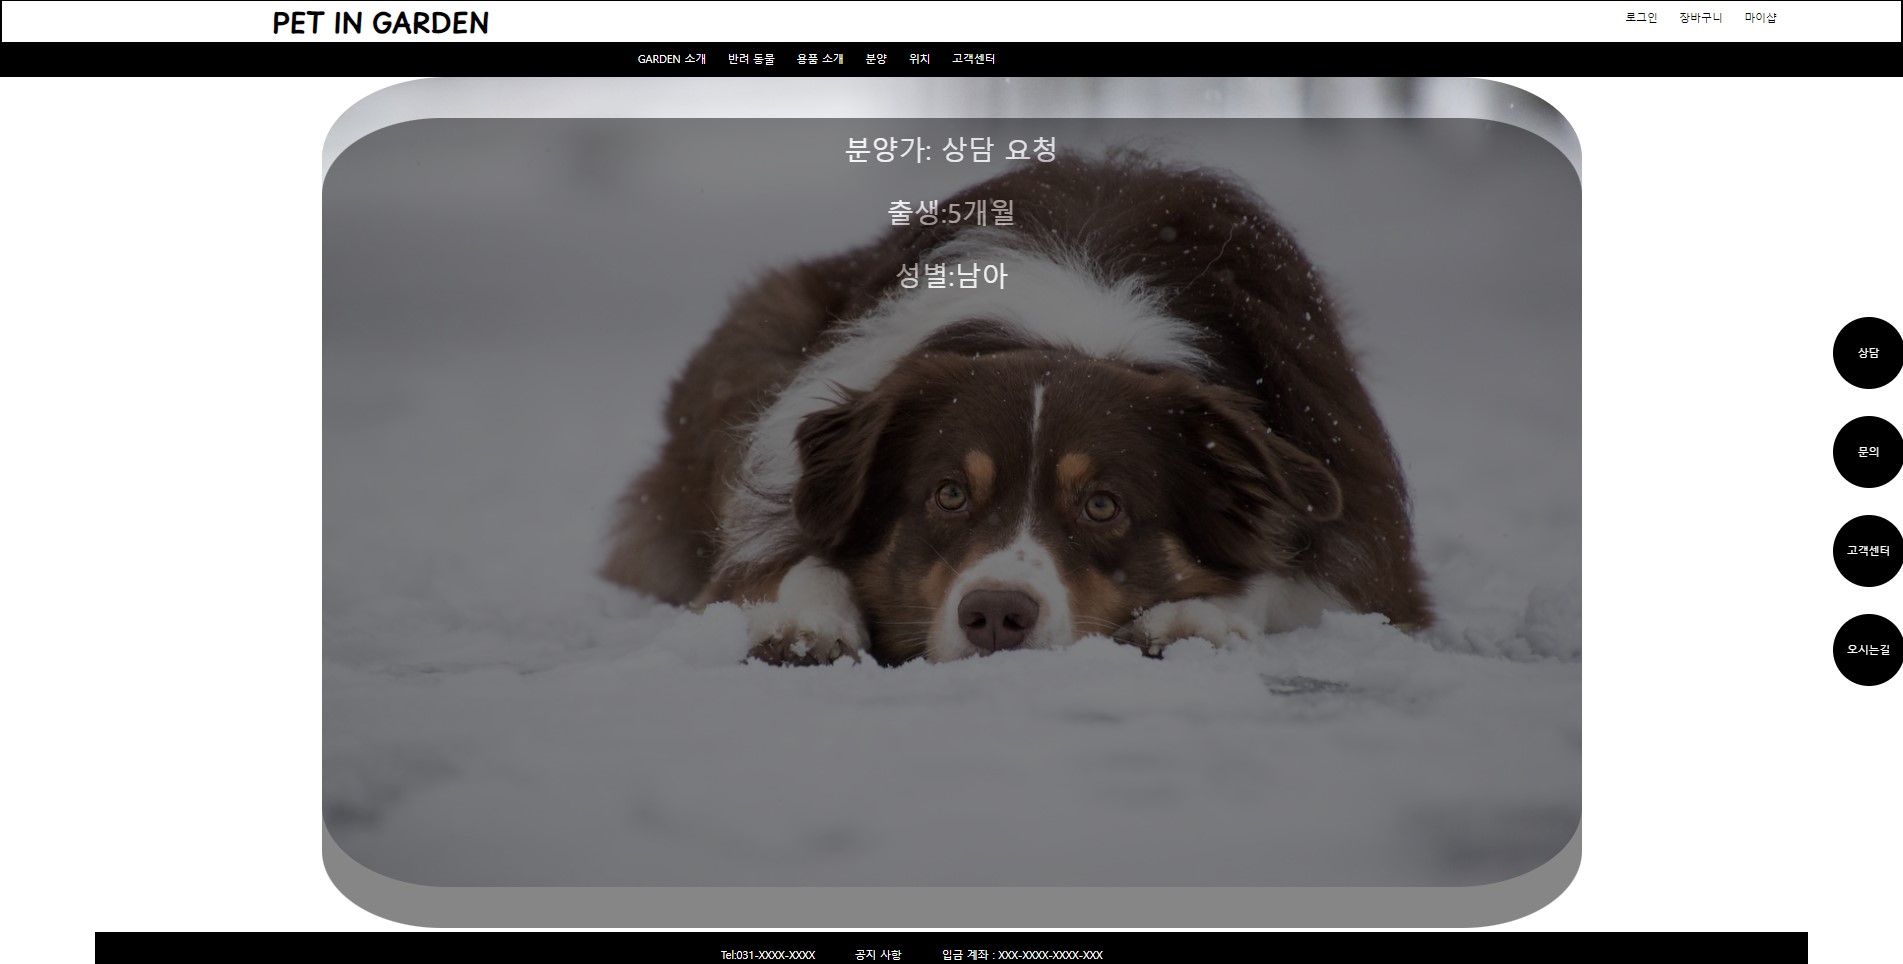 PET IN GARDEN
로그인 장바구니 마이샵
GARDEN 소개 반려 동물 용품 소개 분양 위치 고객센터
분양가: 상담 요청
출생:5개월
성별:남아
상담
문의
고객센터
오시는길
Tel:031-XXXX-XXXX 공지 사항 입금 계좌 : XXX-XXXX-XXXX-XXX